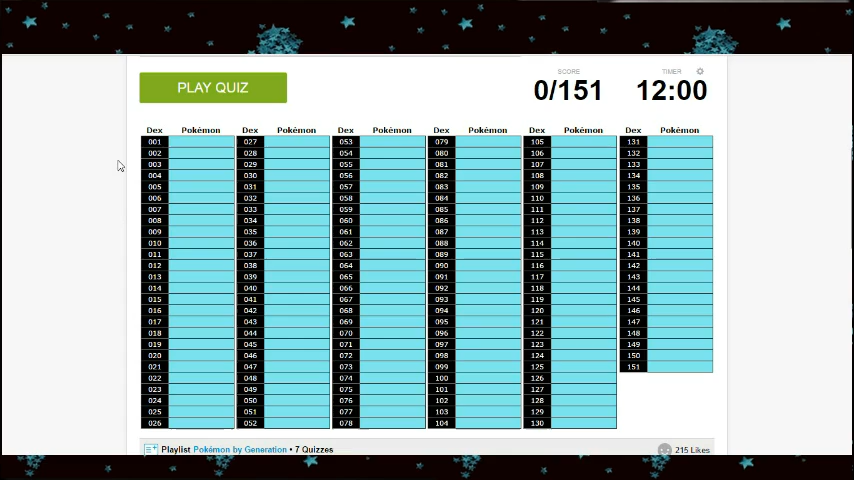 SCORE TIMER
PLAY QUIZ 0/151 12:00
Dex Pokémon Dex Pokémon Dex Pokémon Dex Pokémon Dex Pokémon Dex Pokémon
001 027 053 079 105 131
002 028 054 080 106 132
003 029 055 081 107 133
004 030 056 082 108 134
005 031 057 083 109 135
006 032 058 084 110 136
007 033 059 085 111 137
008 034 060 086 112 138
009 035 061 087 113 139
010 036 062 088 114 140
011 037 063 089 115 141
012 038 064 090 116 142
013 039 065 091 117 143
014 040 066 092 118 144
015 041 067 093 119 145
016 042 068 094 120 146
017 043 069 095 121 147
018 044 070 096 122 148
019 045 071 097 123 149
020 046 072 098 124 150
021 047 073 099 125 151
022 048 074 100 126
023 049 075 101 127
024 050 076 102 128
025 051 077 103 129
026 052 078 104 130
Playlist Pokémon by Generation • 7 Quizzes 215 Likes